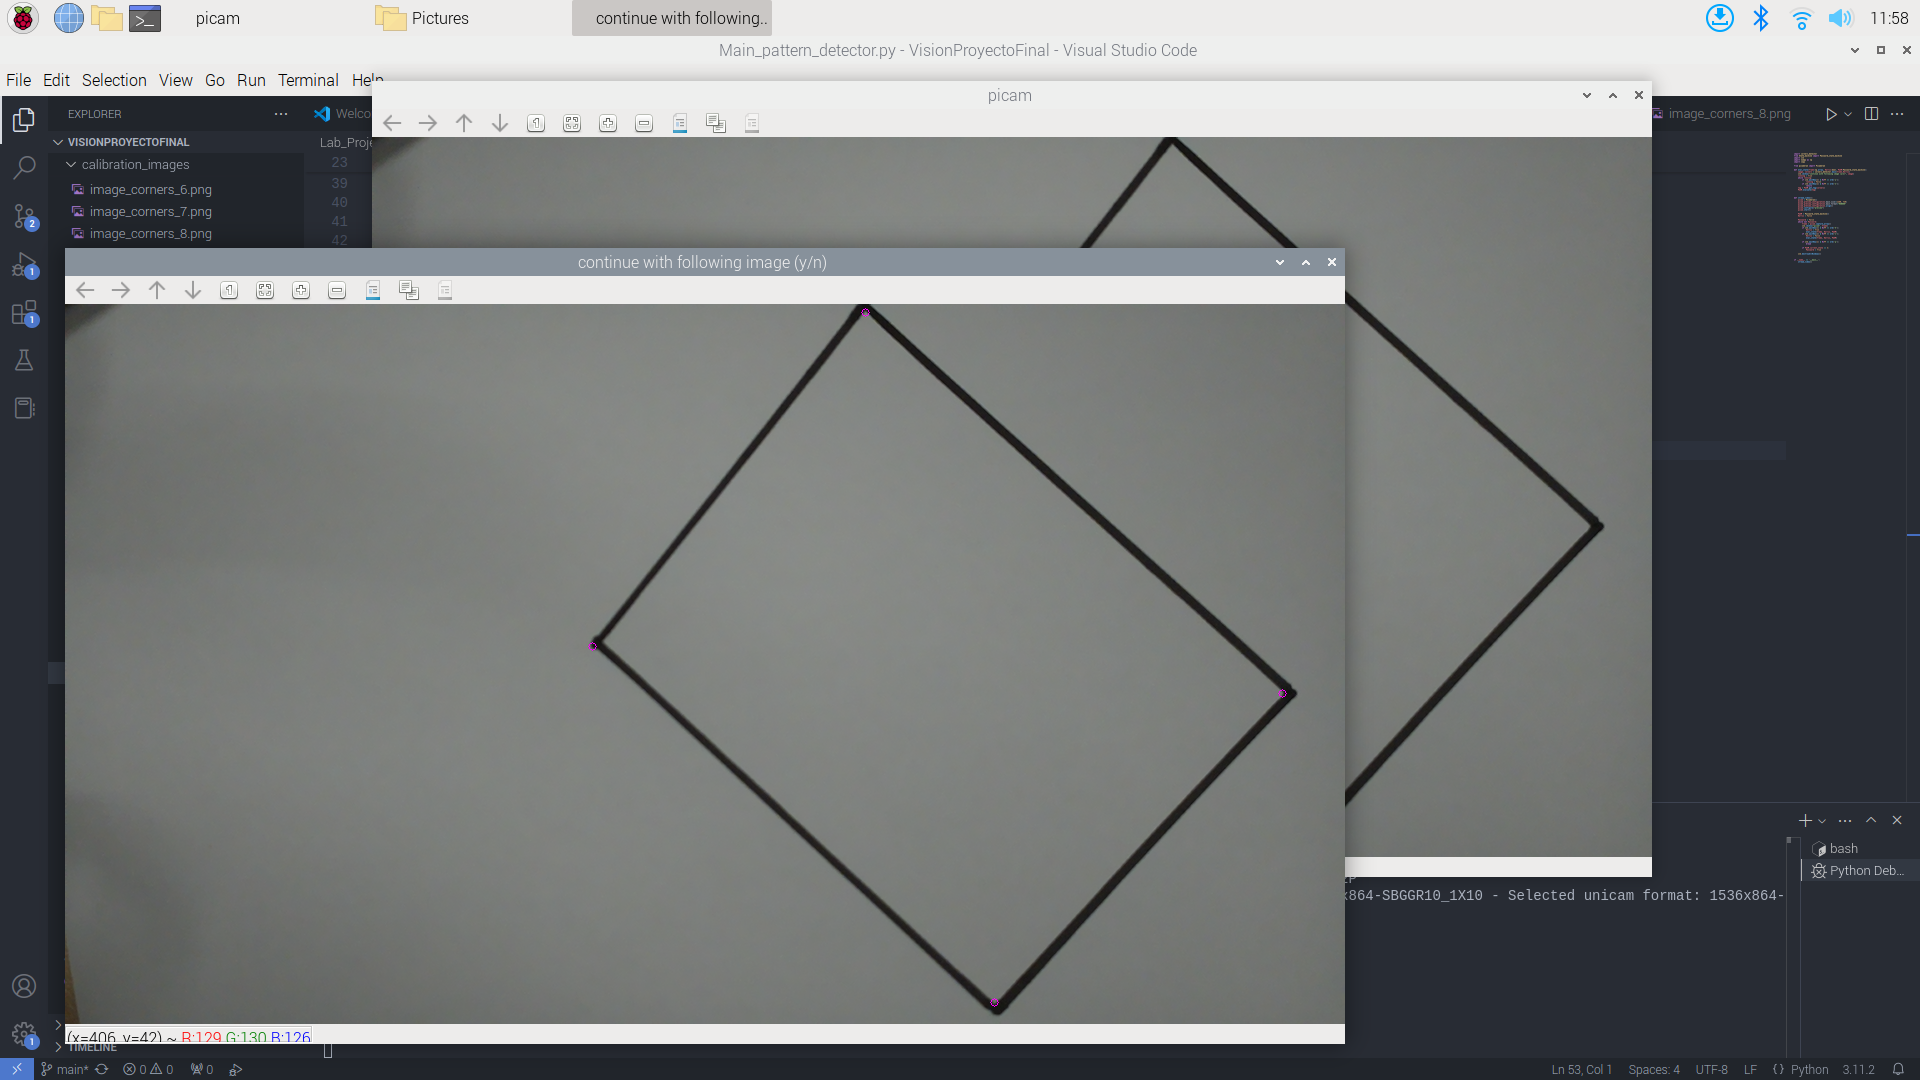 picam
Pictures
continue with following..
11:58
Main_pattern_detector.py - VisionProyectoFinal - Visual Studio Code
File Edit Selection View Go Run Terminal Help
picam
EXPLORER
Welco
image_corners_8.png
VISIONPROYECTOFINAL
Lab_Proje
calibration_images
23
image_corners_6.png
39
40
image_corners_7.png
41
image_corners_8.png
42
2
continue with following image (y/n)
1
1
bash
Python Deb...
x864-SBGGR10_1X10 - Selected unicam format: 1536x864-
(x=406, y=42) ~ R:129 G:130 B:126
1
TIMELINE
main* 0 0 0 Ln 53, Col 1 Spaces: 4 UTF-8 LF {} Python 3.11.2